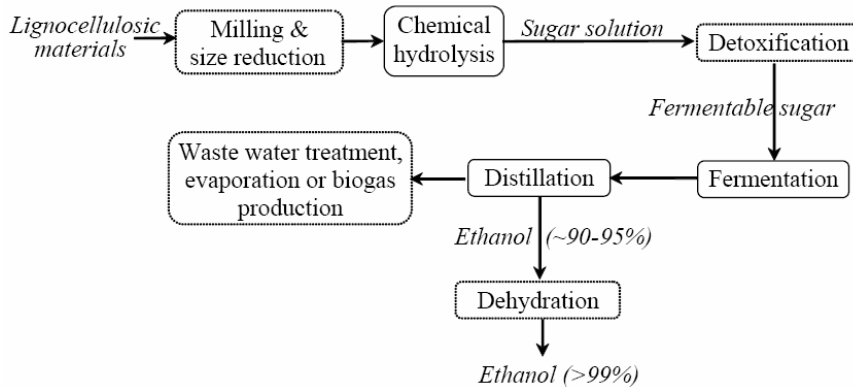 Lignocellulosic
materials
Milling &
size reduction
Chemical
hydrolysis
Sugar solution
Detoxification
Fermentable sugar
Fermentation
Distillation
Waste water treatment,
evaporation or biogas
production
Ethanol (~90-95%)
Dehydration
Ethanol (>99%)